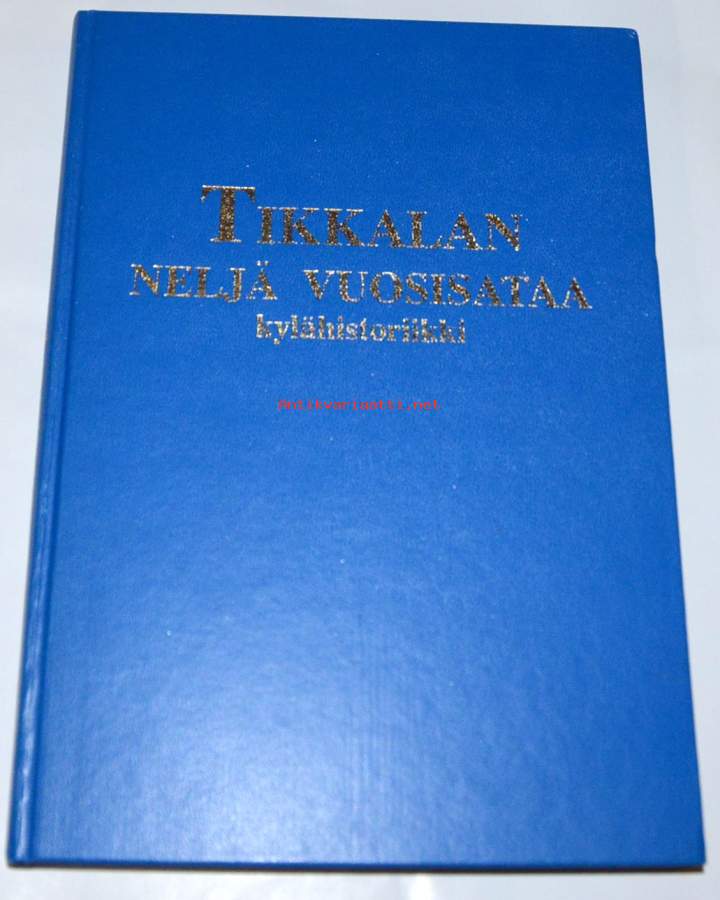 TIKKALAN
NELJÄ VUOSISATAA
kylähistoriikki
Antikvariaatti.net